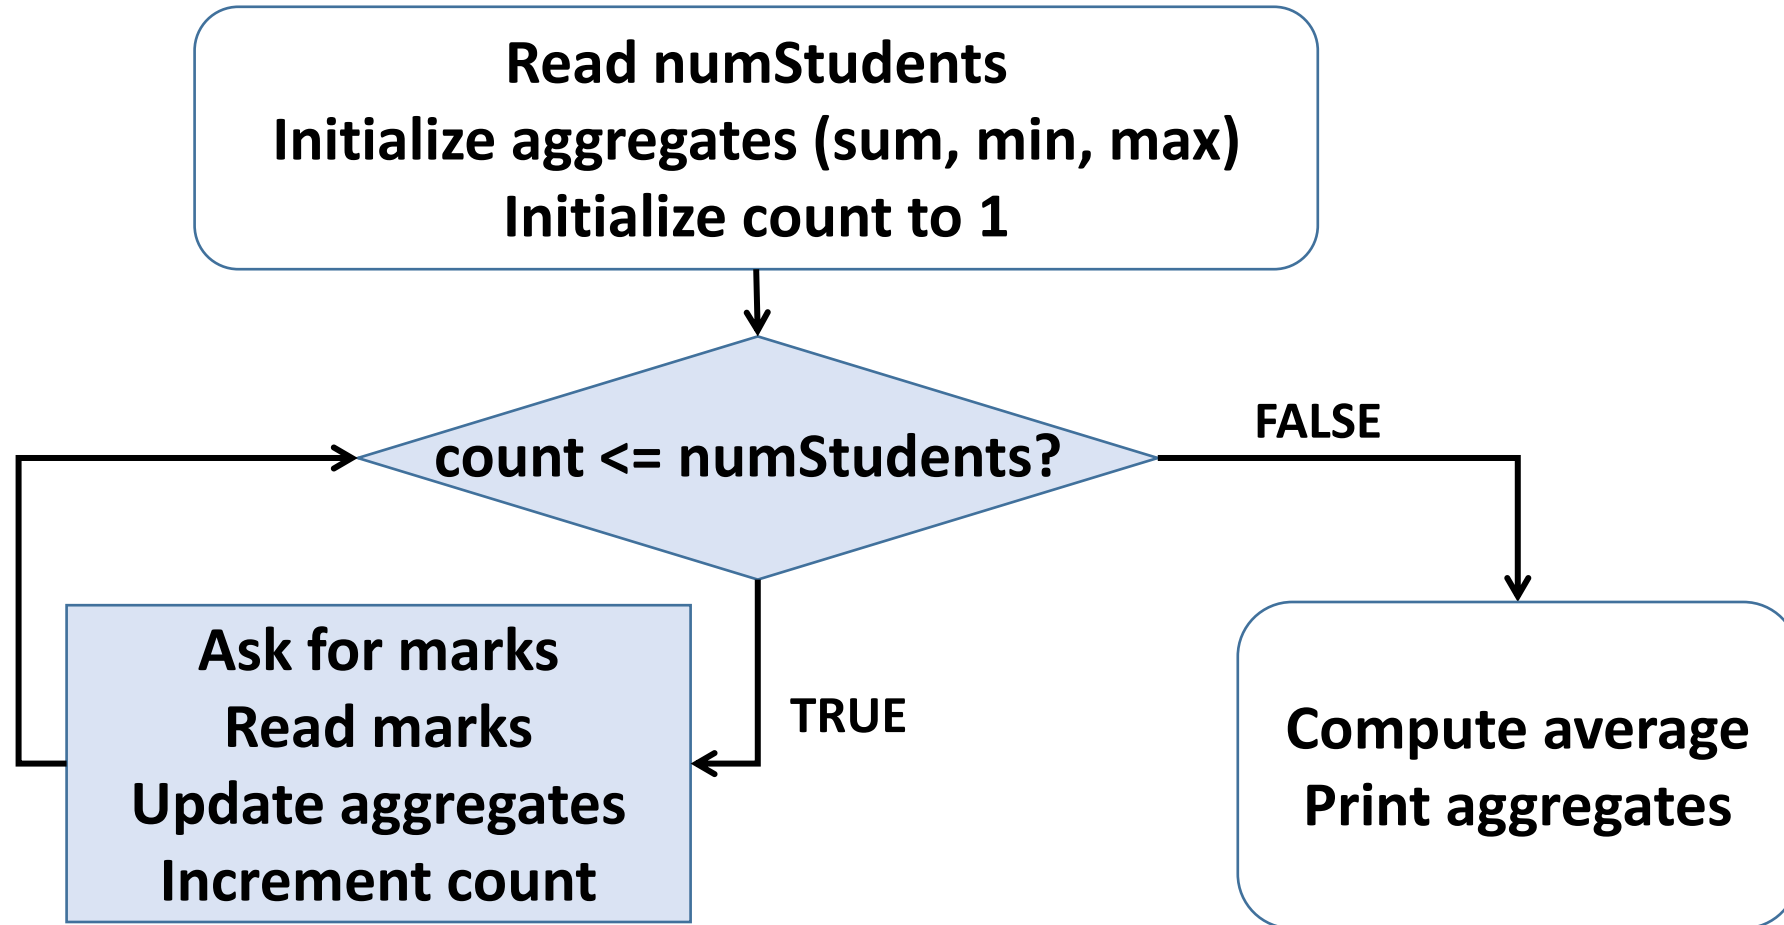 Read numStudents
Initialize aggregates (sum, min, max)
Initialize count to 1
count <= numStudents?
FALSE
TRUE
Ask for marks
Read marks
Update aggregates
Increment count
Compute average
Print aggregates